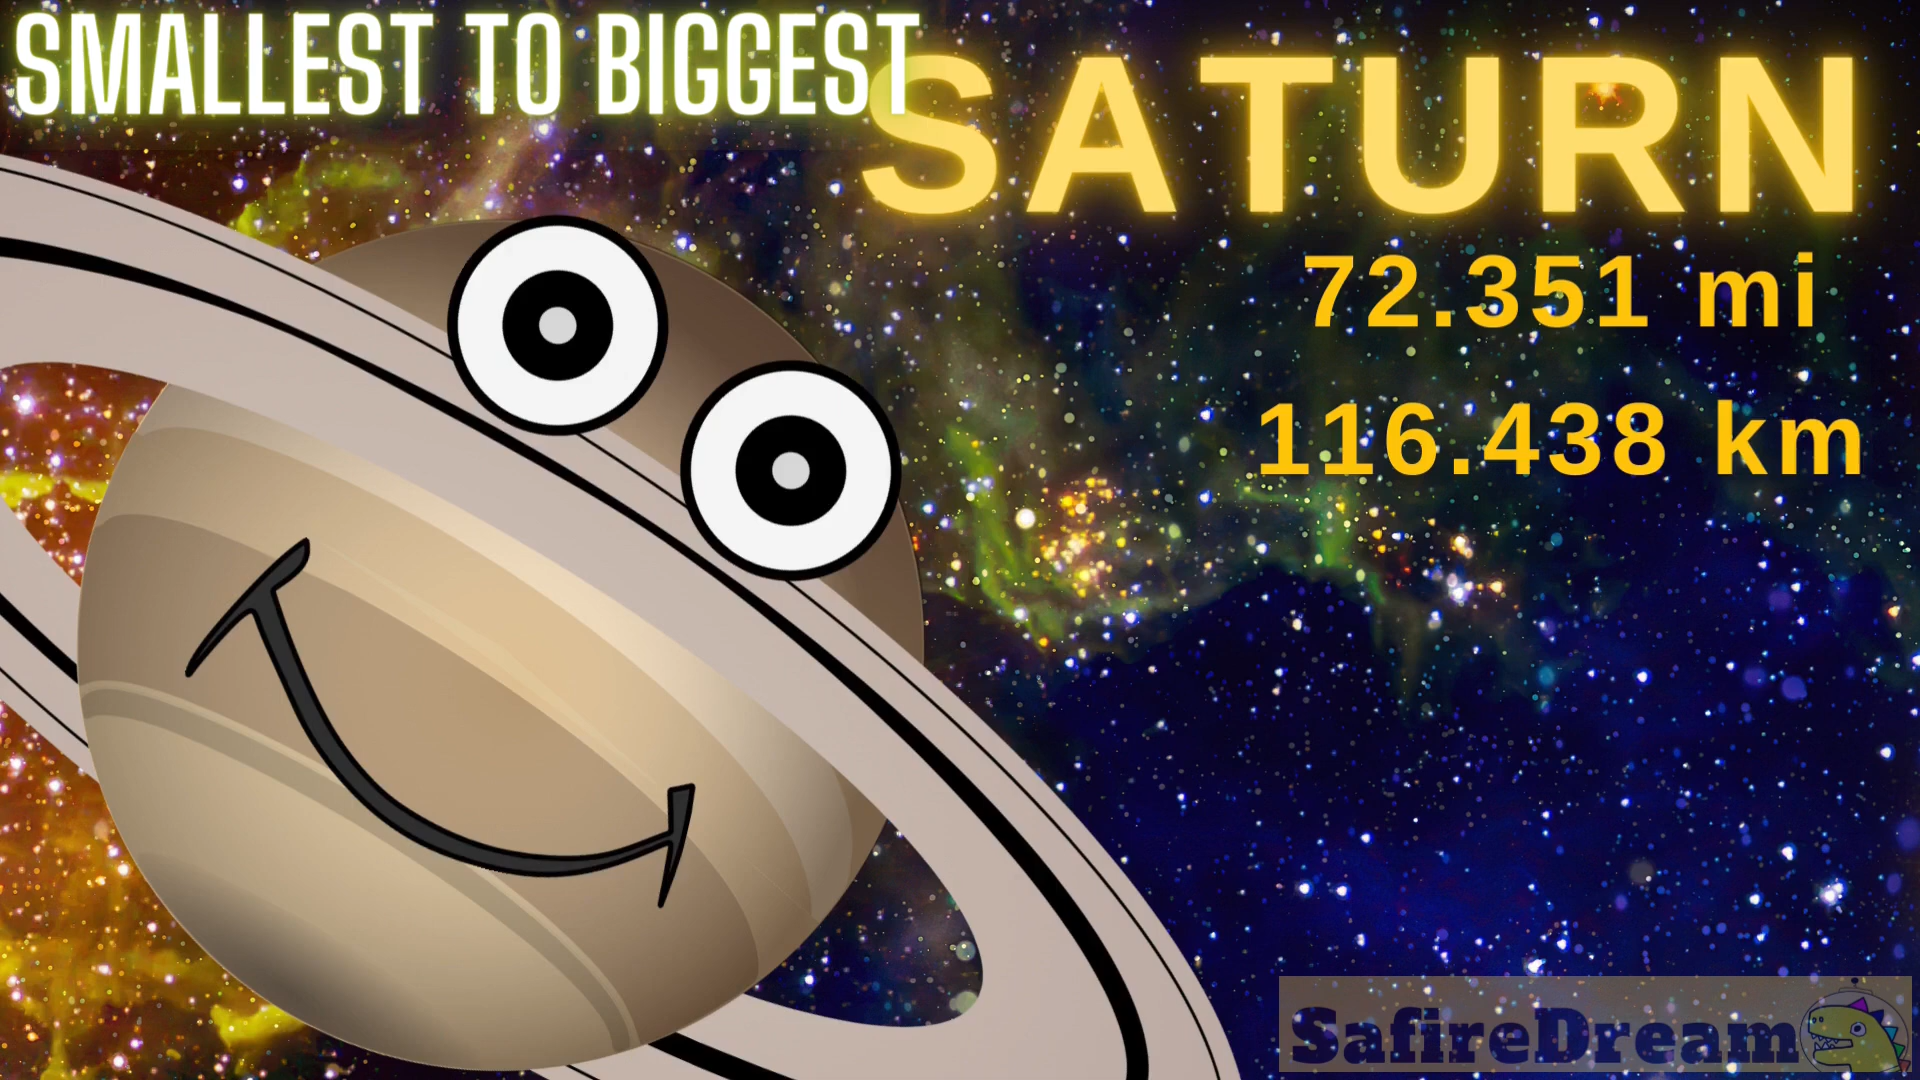 SMALLEST TO BIGGEST
SATURN
72.351 mi
116.438 km
SafireDream